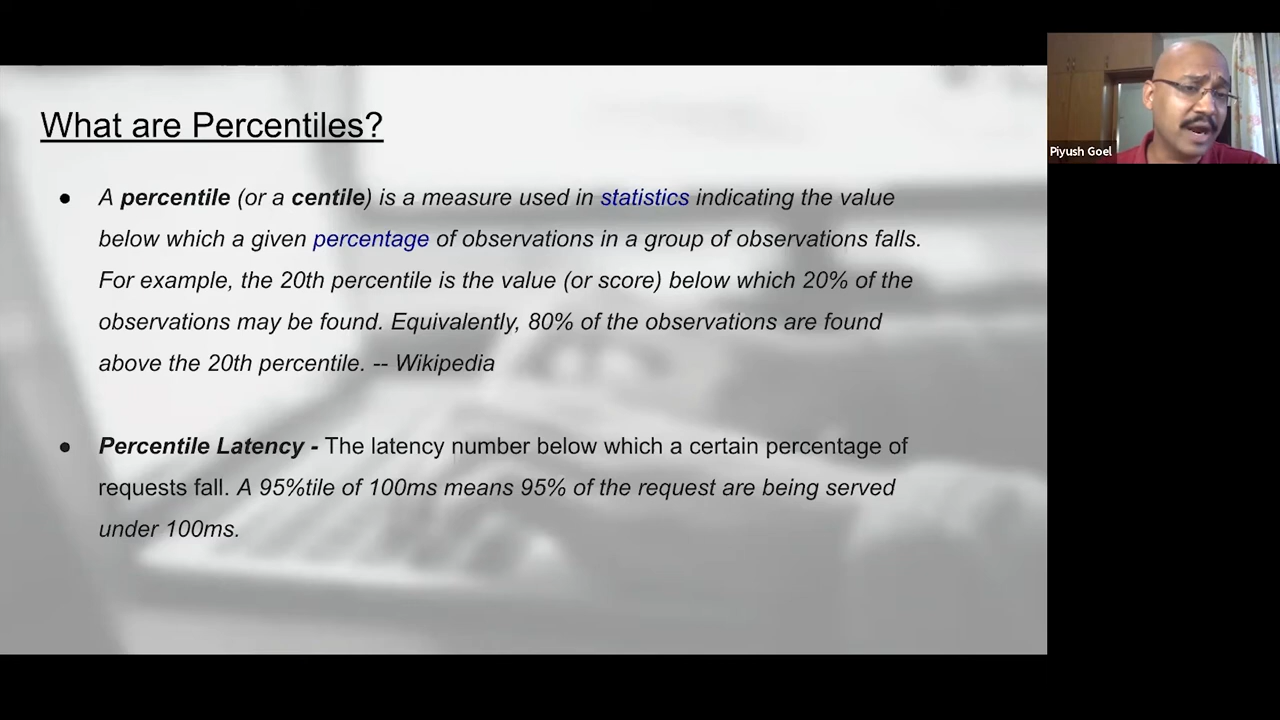 What are Percentiles?
● A percentile (or a centile) is a measure used in statistics indicating the value
below which a given percentage of observations in a group of observations falls.
For example, the 20th percentile is the value (or score) below which 20% of the
observations may be found. Equivalently, 80% of the observations are found
above the 20th percentile. -- Wikipedia
● Percentile Latency - The latency number below which a certain percentage of
requests fall. A 95%tile of 100ms means 95% of the request are being served
under 100ms.
Piyush Goel